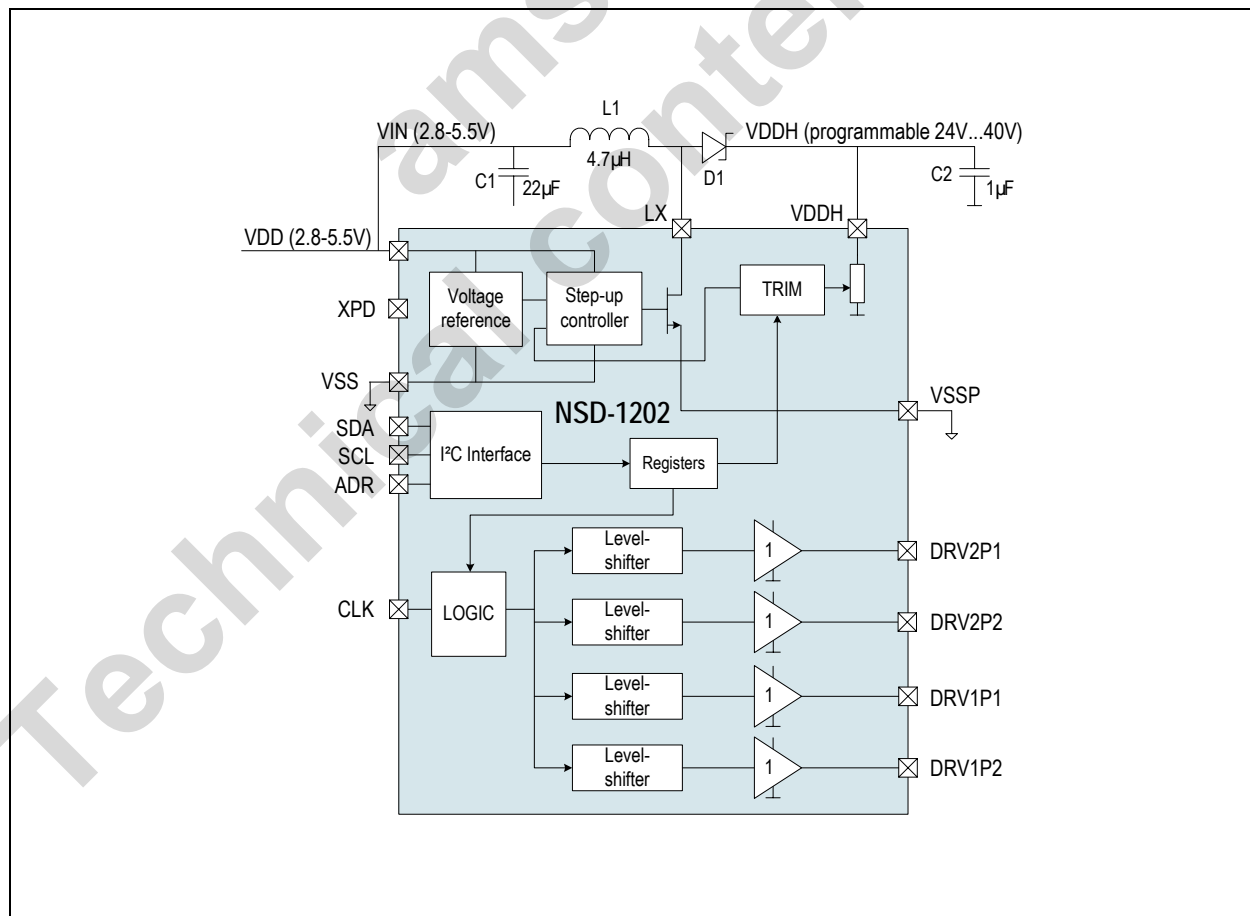 ams
Technical content
L1
VIN (2.8-5.5V)
VDDH (programmable 24V...40V)
4.7µH
C1
22µF
D1
C2
1µF
LX
VDDH
VDD (2.8-5.5V)
XPD
Voltage
reference
Step-up
controller
TRIM
VSS
VSSP
NSD-1202
SDA
SCL
ADR
I²C Interface
Registers
Level-
shifter
1
DRV2P1
CLK
LOGIC
Level-
shifter
1
DRV2P2
Level-
shifter
1
DRV1P1
Level-
shifter
1
DRV1P2